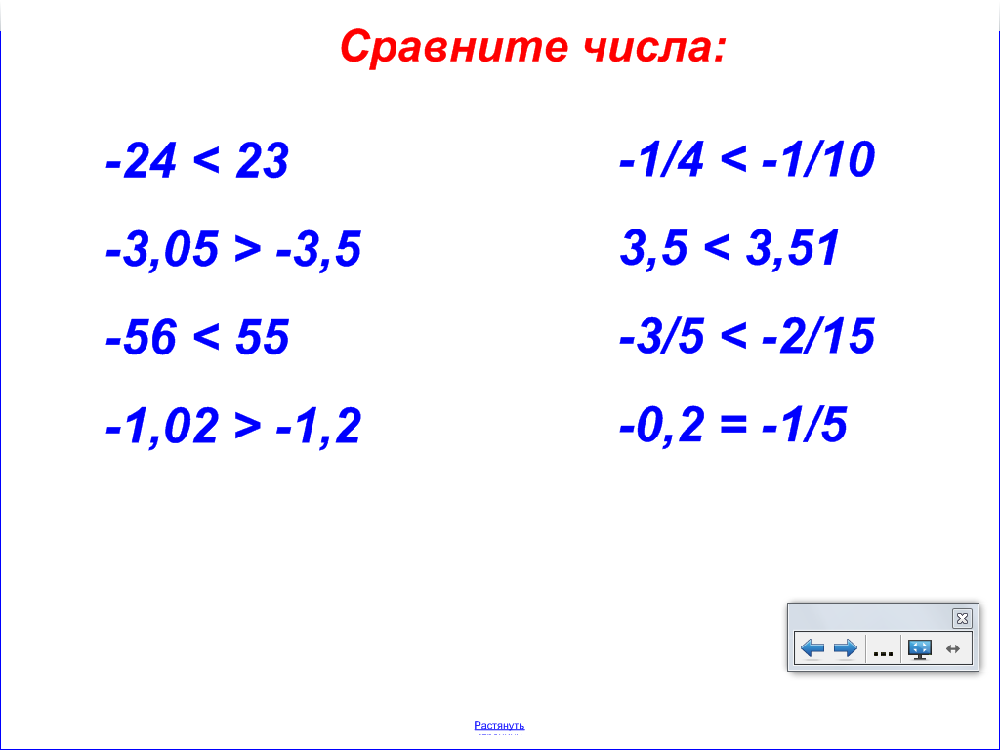 Сравните числа:
-24 < 23
-3,05 > -3,5
-56 < 55
-1,02 > -1,2
-1/4 < -1/10
3,5 < 3,51
-3/5 < -2/15
-0,2 = -1/5
...
Растянуть